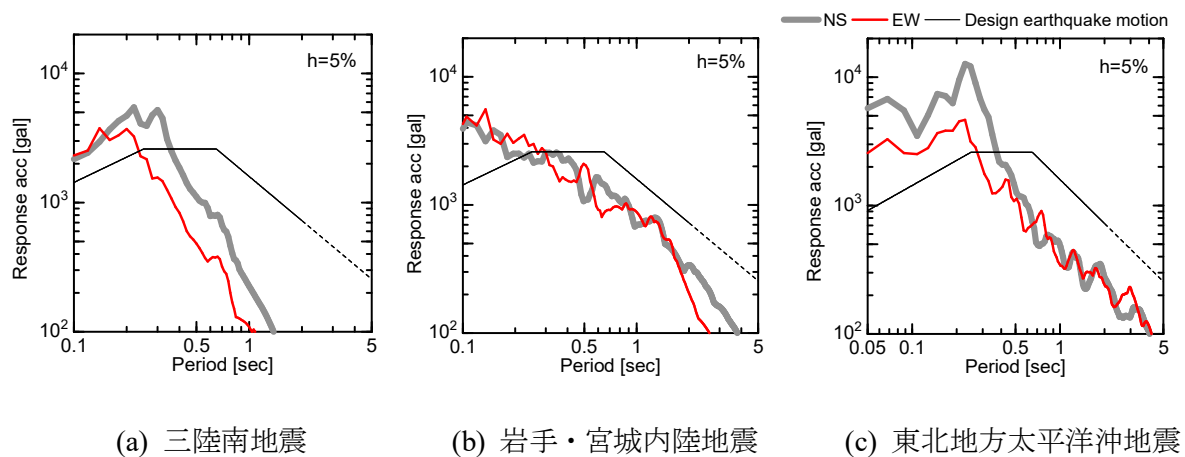 NS EW Design earthquake motion
h=5%
10^4
10^3
10^2
Response acc [gal]
0.1 0.5 1 5
Period [sec]
(a) 三陸南地震
h=5%
10^4
10^3
10^2
Response acc [gal]
0.1 0.5 1 5
Period [sec]
(b) 岩手・宮城内陸地震
h=5%
10^4
10^3
10^2
Response acc [gal]
0.05 0.1 0.5 1 5
Period [sec]
(c) 東北地方太平洋沖地震